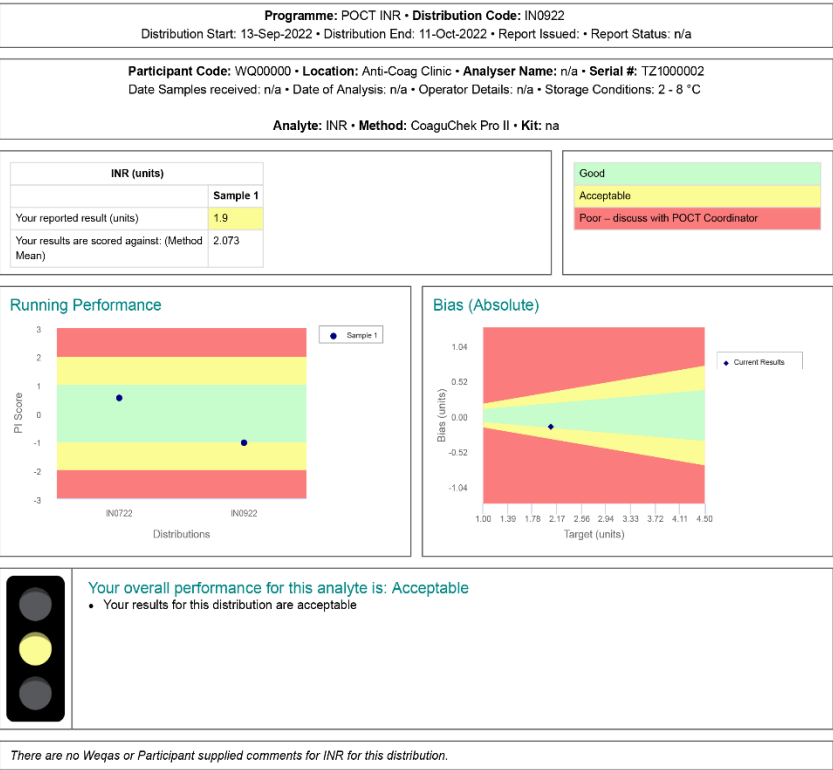 Programme: POCT INR • Distribution Code: IN0922
Distribution Start: 13-Sep-2022 • Distribution End: 11-Oct-2022 • Report Issued: • Report Status: n/a
Participant Code: WQ00000 • Location: Anti-Coag Clinic • Analyser Name: n/a • Serial #: TZ1000002
Date Samples received: n/a • Date of Analysis: n/a • Operator Details: n/a • Storage Conditions: 2 - 8 °C
Analyte: INR • Method: CoaguChek Pro II • Kit: na
INR (units)
Sample 1
Your reported result (units) 1.9
Your results are scored against: (Method 2.073
Mean)
Good
Acceptable
Poor – discuss with POCT Coordinator
Running Performance
3
2
1
0
-1
-2
-3
PI Score
IN0722 IN0922
Distributions
Sample 1
Bias (Absolute)
1.04
0.52
0.00
-0.52
-1.04
Bias (units)
1.00 1.39 1.78 2.17 2.56 2.94 3.33 3.72 4.11 4.50
Target (units)
Current Results
Your overall performance for this analyte is: Acceptable
• Your results for this distribution are acceptable
There are no Weqas or Participant supplied comments for INR for this distribution.